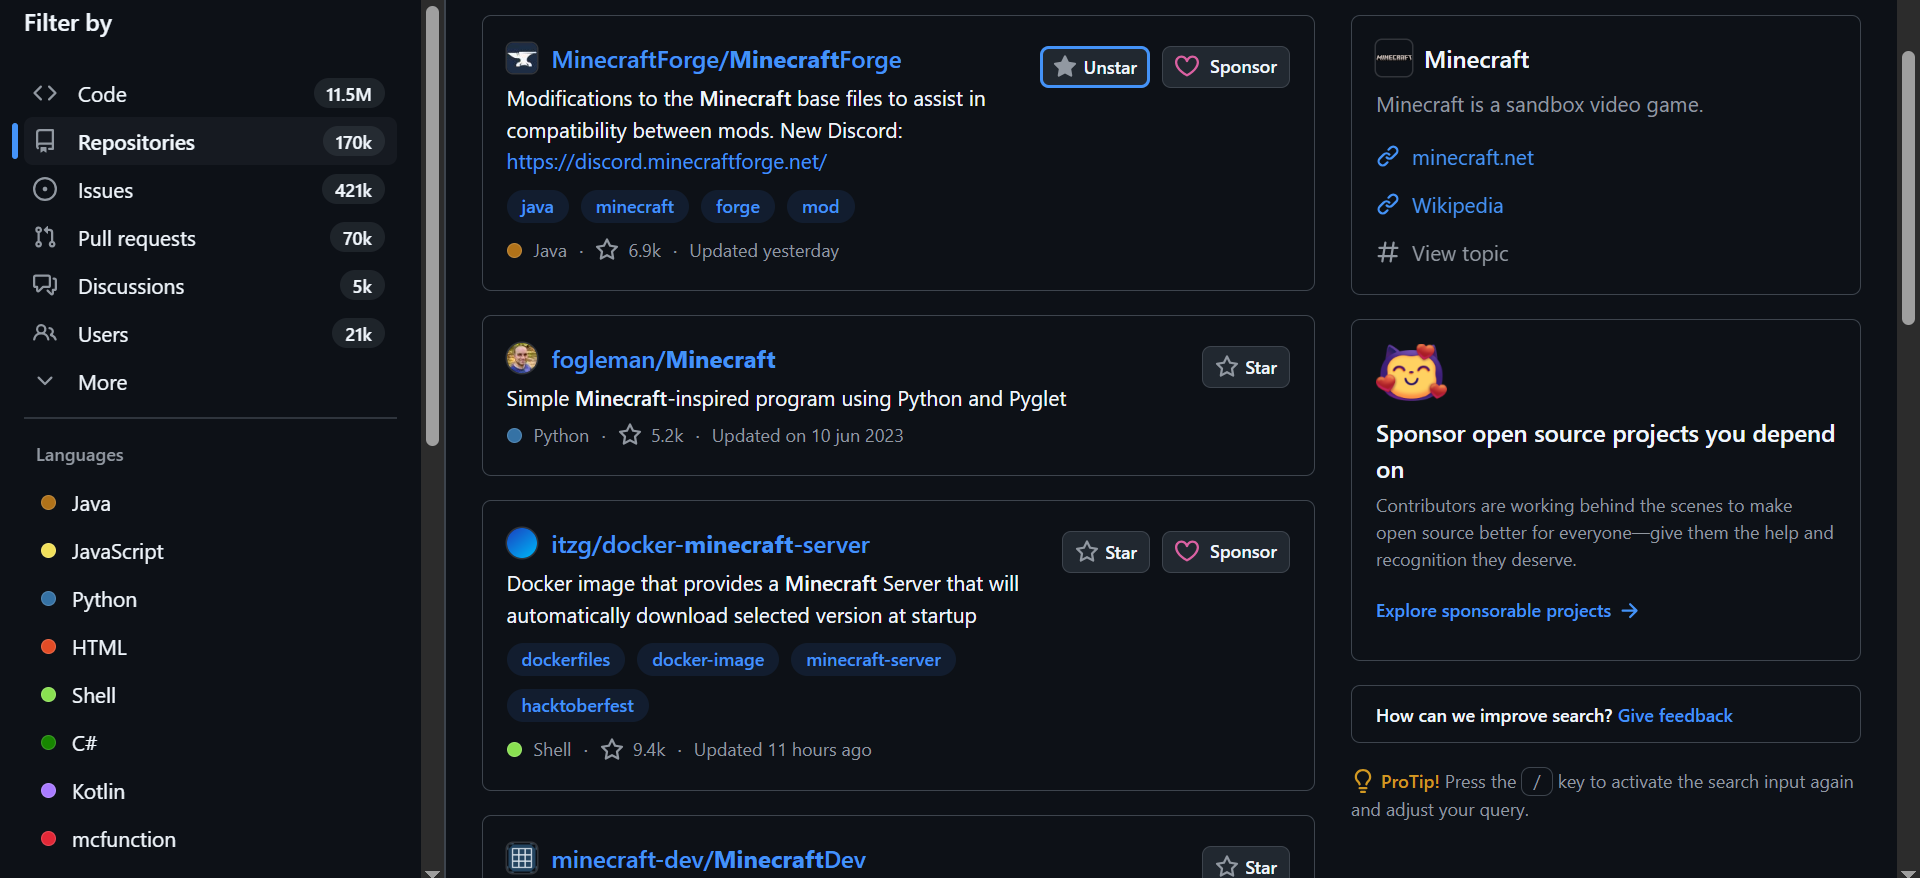 Filter by
Code 11.5M
Repositories 170k
Issues 421k
Pull requests 70k
Discussions 5k
Users 21k
More
Languages
Java
JavaScript
Python
HTML
Shell
C#
Kotlin
mcfunction
MinecraftForge/MinecraftForge
Unstar
Sponsor
Modifications to the Minecraft base files to assist in
compatibility between mods. New Discord:
https://discord.minecraftforge.net/
java minecraft forge mod
Java · 6.9k · Updated yesterday
fogleman/Minecraft
Star
Simple Minecraft-inspired program using Python and Pyglet
Python · 5.2k · Updated on 10 jun 2023
itzg/docker-minecraft-server
Star
Sponsor
Docker image that provides a Minecraft Server that will
automatically download selected version at startup
dockerfiles docker-image minecraft-server
hacktoberfest
Shell · 9.4k · Updated 11 hours ago
minecraft-dev/MinecraftDev
Star
MINECRAFT
Minecraft
Minecraft is a sandbox video game.
minecraft.net
Wikipedia
# View topic
Sponsor open source projects you depend
on
Contributors are working behind the scenes to make
open source better for everyone—give them the help and
recognition they deserve.
Explore sponsorable projects →
How can we improve search? Give feedback
ProTip! Press the / key to activate the search input again
and adjust your query.